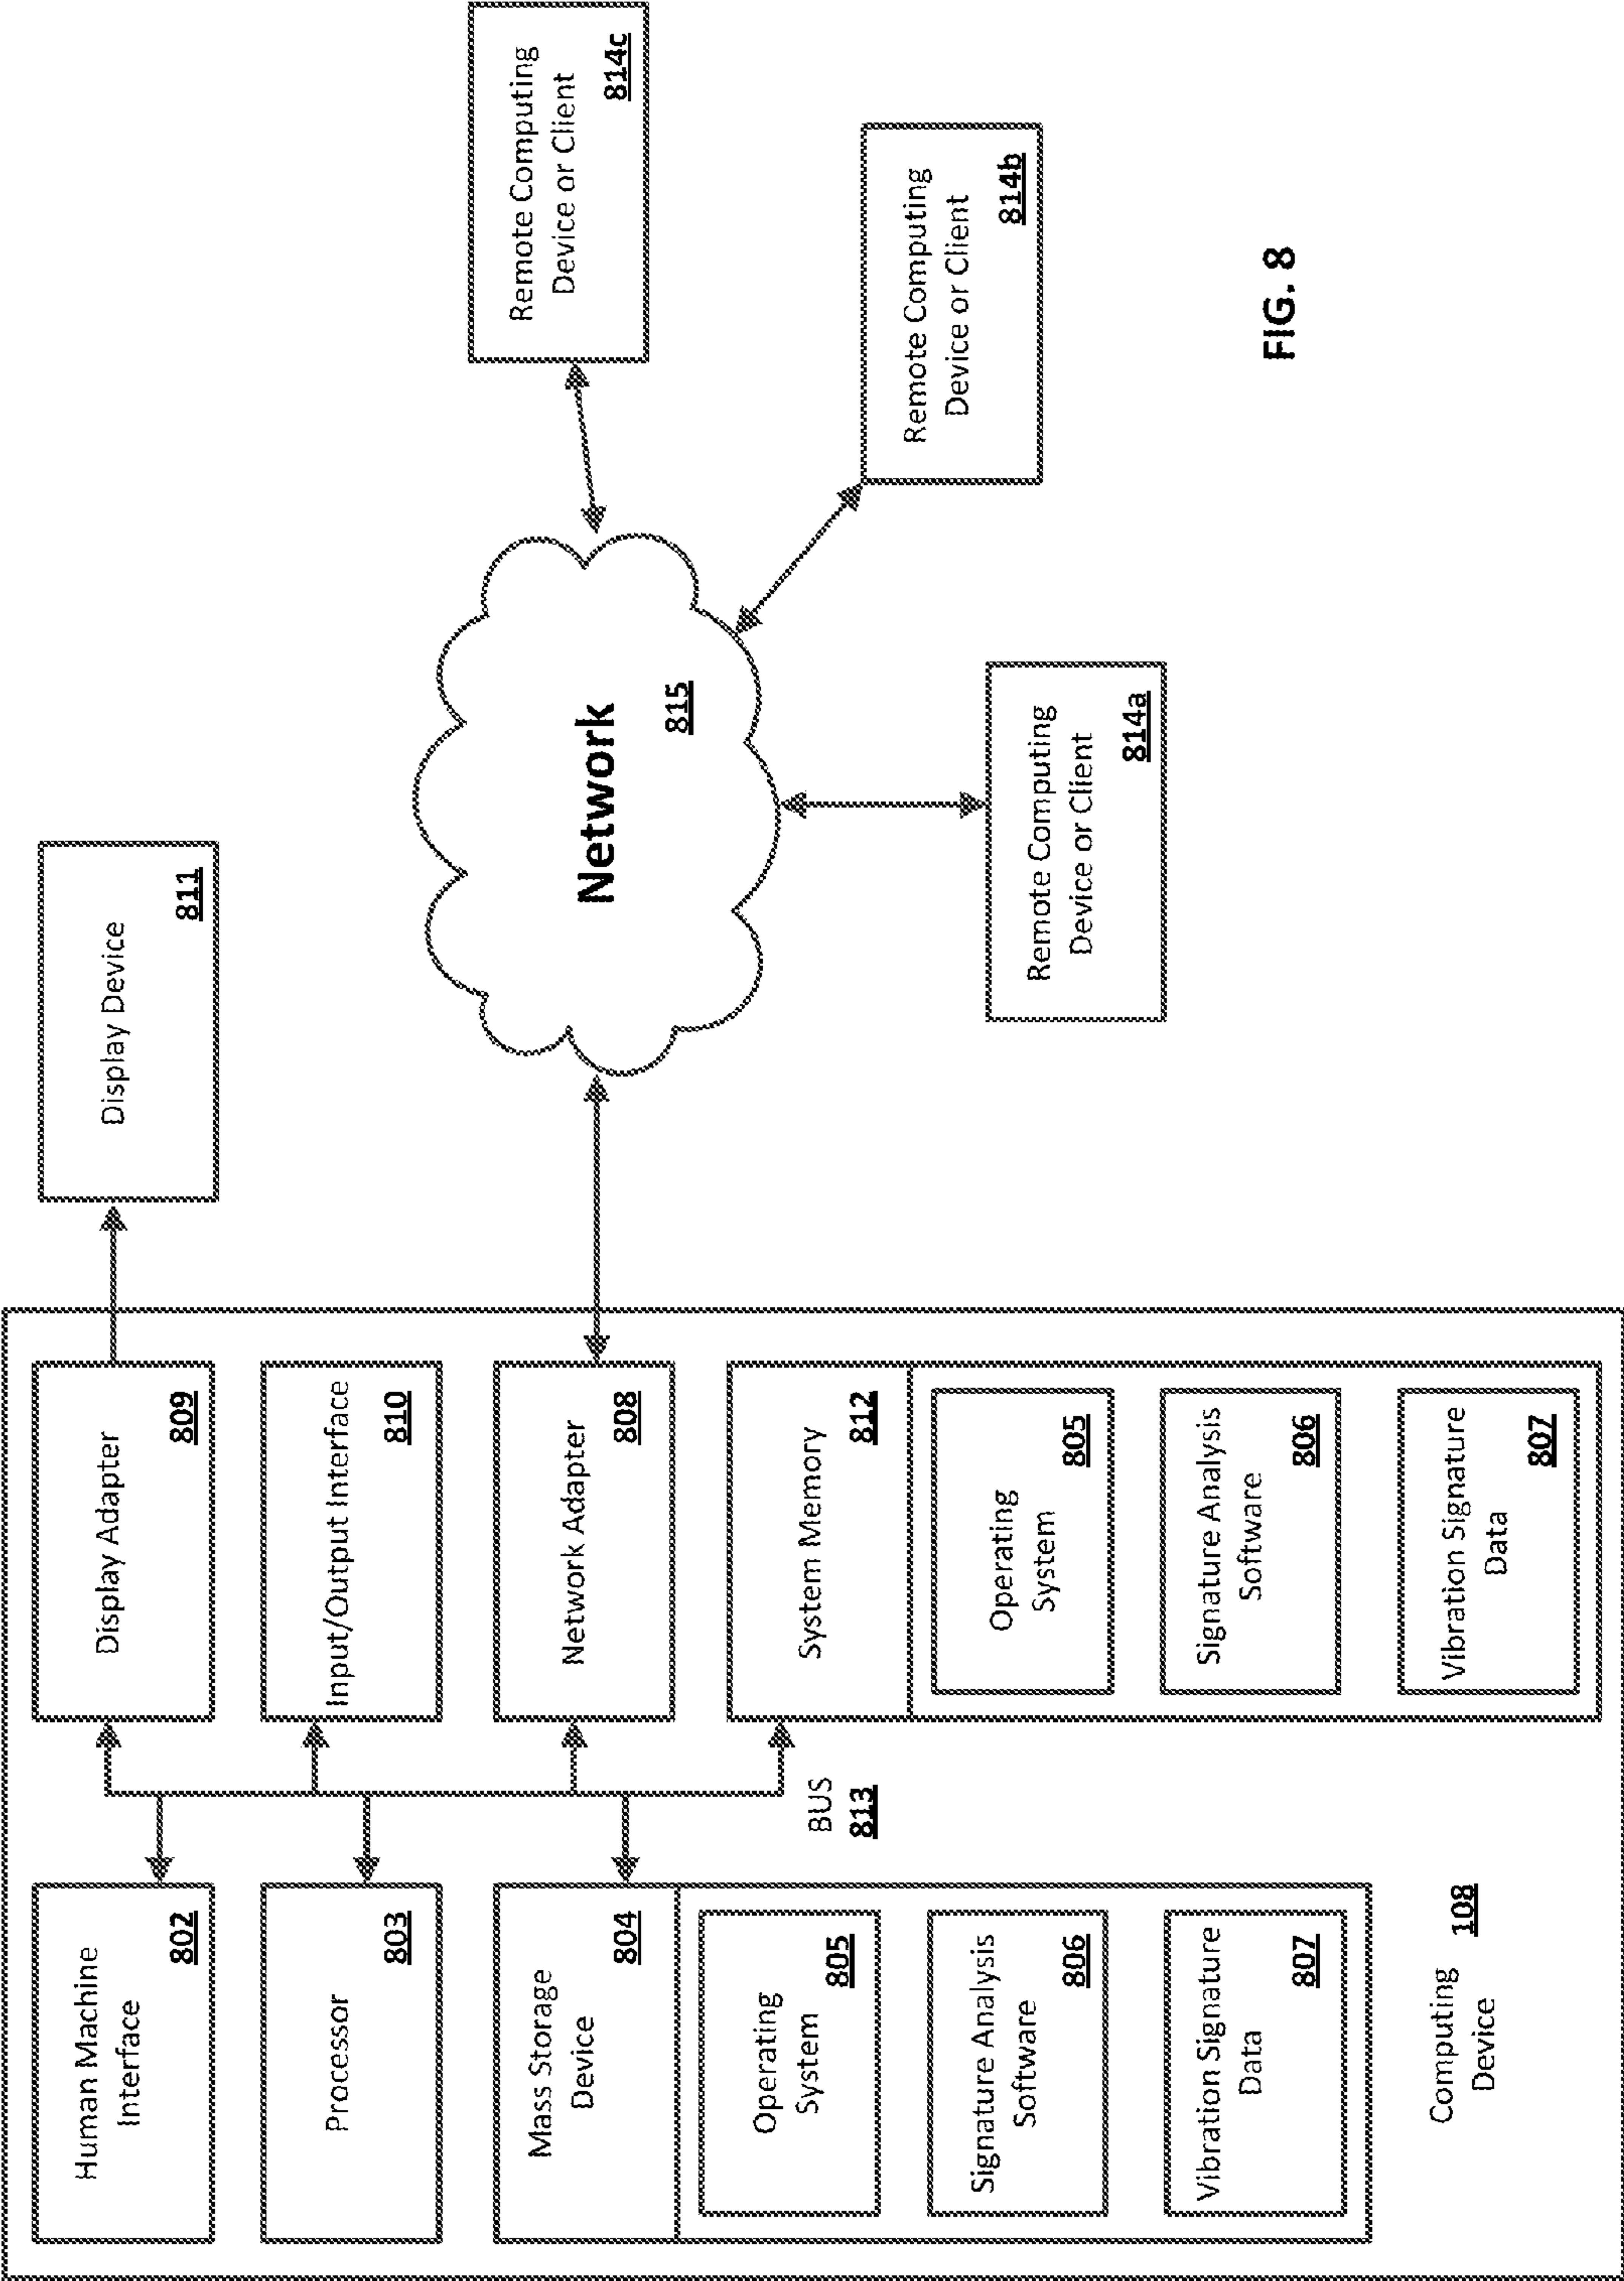 Human Machine
Interface
802
Processor
803
Mass Storage
Device
804
Operating
System
805
Signature Analysis
Software
806
Vibration Signature
Data
807
Computing
Device
108
BUS
813
Display Adapter
809
Input/Output Interface
810
Network Adapter
808
System Memory
812
Operating
System
805
Signature Analysis
Software
806
Vibration Signature
Data
807
Display Device
811
Network
815
Remote Computing
Device or Client
814a
Remote Computing
Device or Client
814b
Remote Computing
Device or Client
814c
FIG. 8